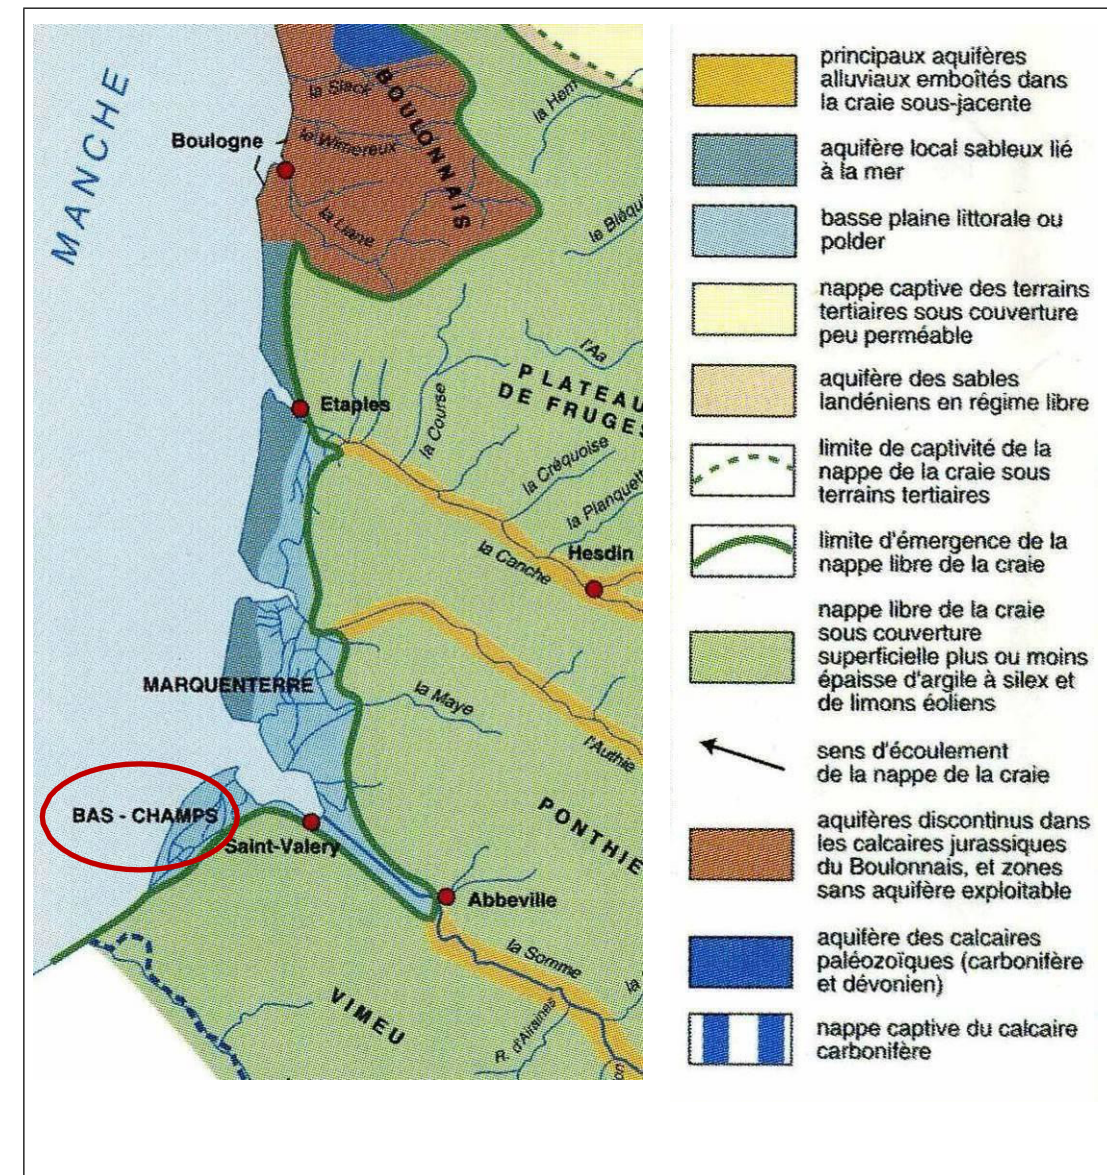 MANCHE
BOULONNAIS
la Slack
le Wimereux
Boulogne
la Liane
la Hem
l'Aa
PLATEAU
DE FRUGES
Etaples
la Course
la Créquoise
la Planquett
la Canche
Hesdin
MARQUENTERRE
la Maye
l'Authie
BAS - CHAMPS
Saint-Valery
PONTHIE
Abbeville
la Somme
VIMEU
R. d'Airaines
principaux aquifères
alluviaux emboîtés dans
la craie sous-jacente
aquifère local sableux lié
à la mer
basse plaine littorale ou
polder
nappe captive des terrains
tertiaires sous couverture
peu perméable
aquifère des sables
landéniens en régime libre
limite de captivité de la
nappe de la craie sous
terrains tertiaires
limite d'émergence de la
nappe libre de la craie
nappe libre de la craie
sous couverture
superficielle plus ou moins
épaisse d'argile à silex et
de limons éoliens
sens d'écoulement
de la nappe de la craie
aquifères discontinus dans
les calcaires jurassiques
du Boulonnais, et zones
sans aquifère exploitable
aquifère des calcaires
paléozoïques (carbonifère
et dévonien)
nappe captive du calcaire
carbonifère